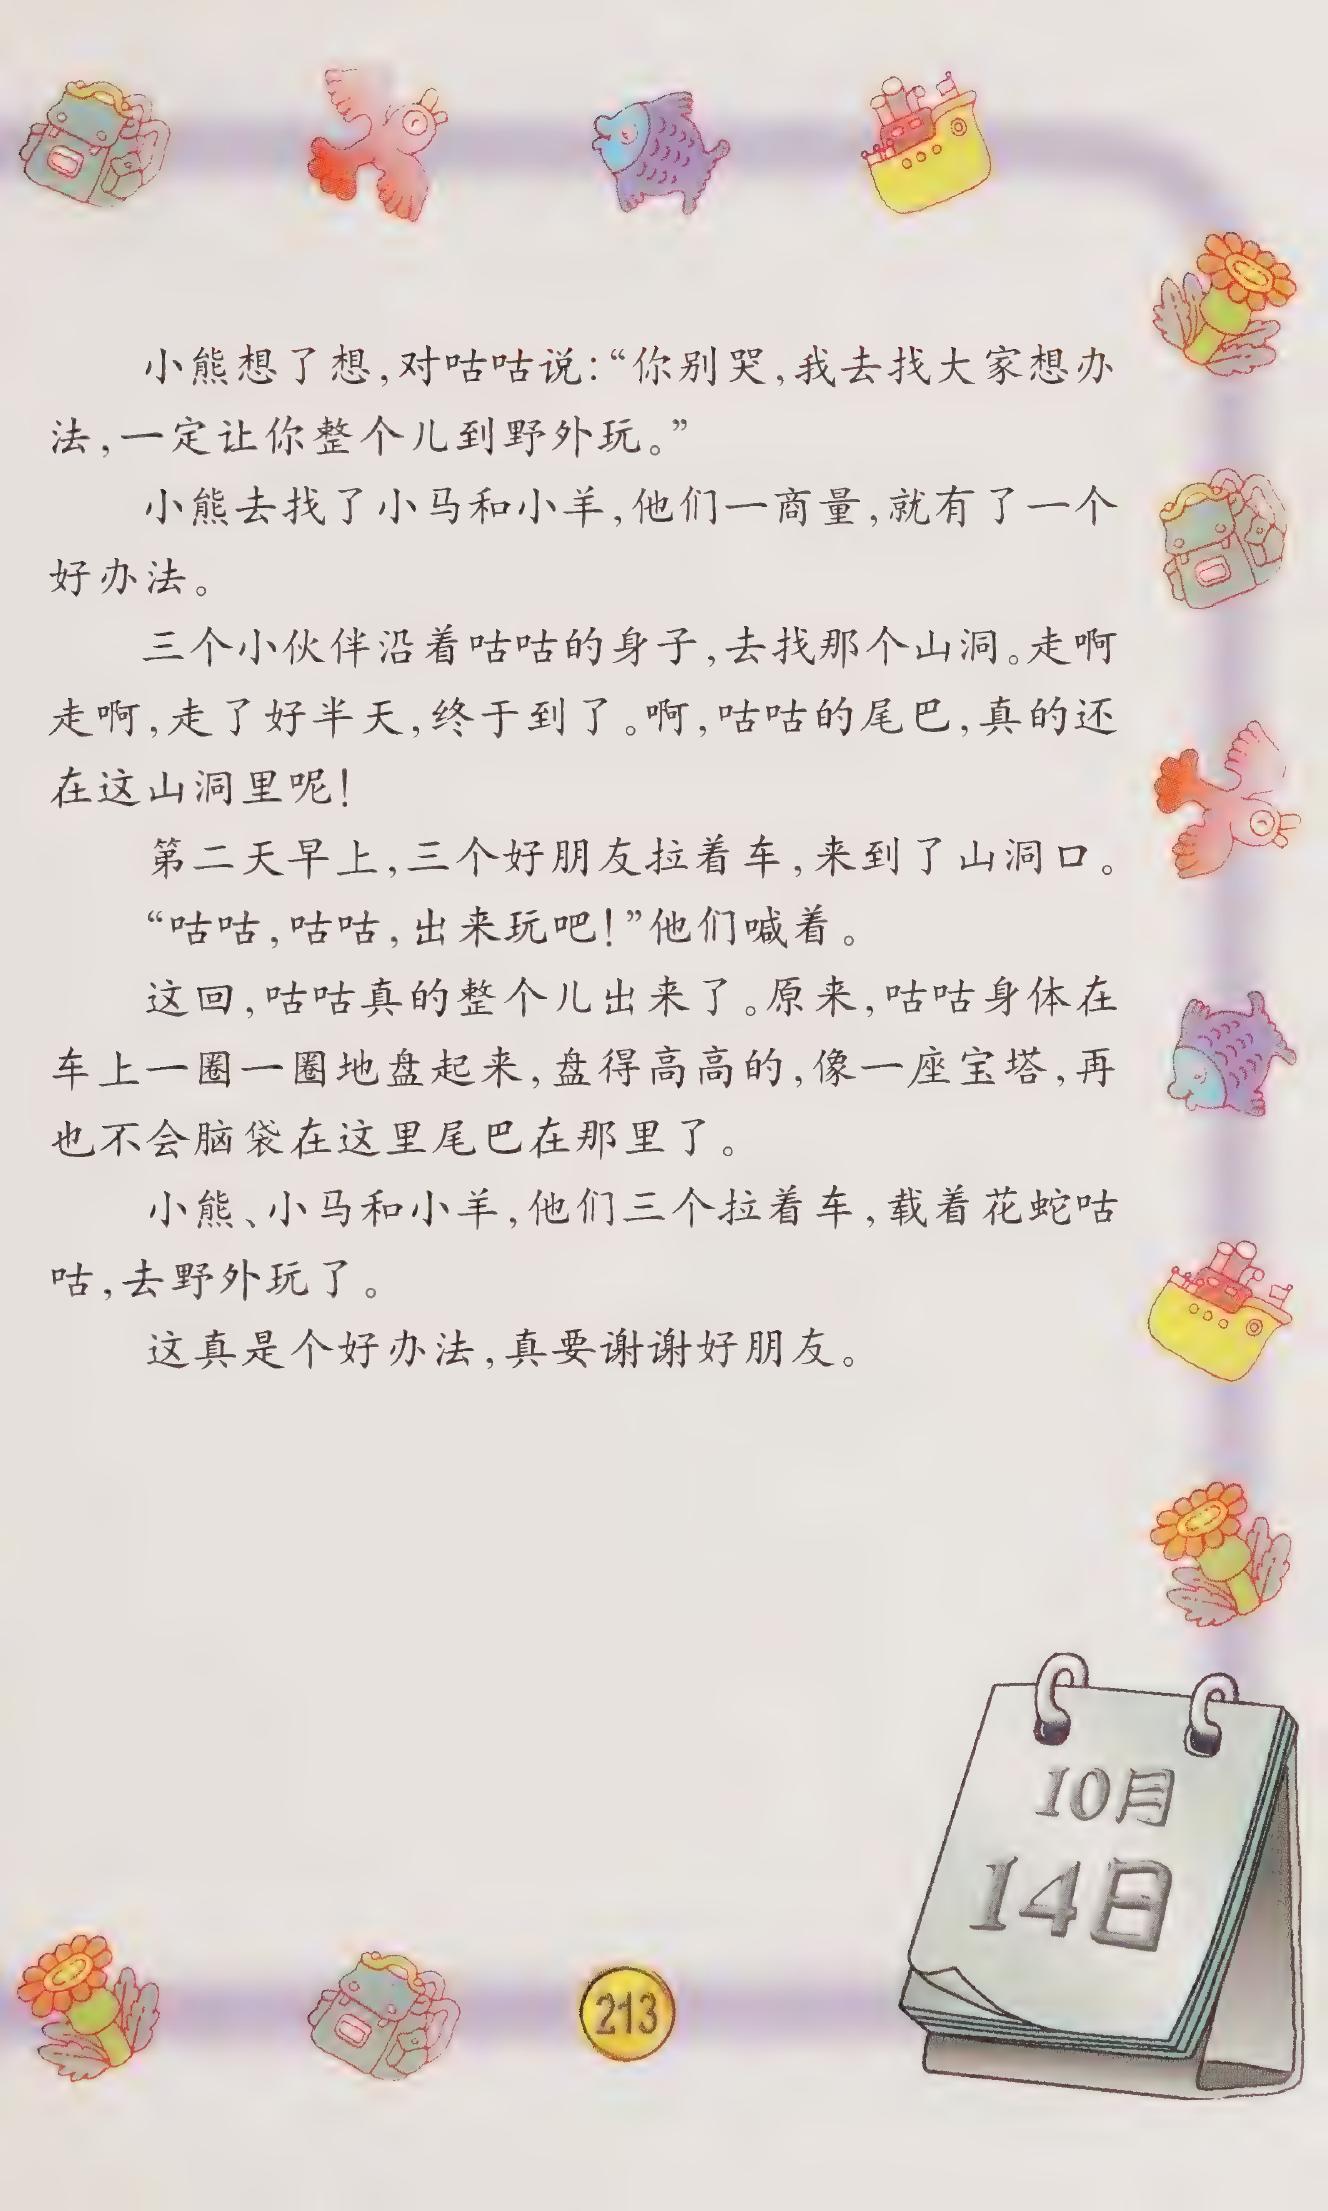 小熊想了想,对咕咕说:“你别哭,我去找大家想办
法,一定让你整个儿到野外玩。”
小熊去找了小马和小羊,他们一商量,就有了一个
好办法。
三个小伙伴沿着咕咕的身子,去找那个山洞。走啊
走啊,走了好半天,终于到了。啊,咕咕的尾巴,真的还
在这山洞里呢!
第二天早上,三个好朋友拉着车,来到了山洞口。
“咕咕,咕咕,出来玩吧!”他们喊着。
这回,咕咕真的整个儿出来了。原来,咕咕身体在
车上一圈一圈地盘起来,盘得高高的,像一座宝塔,再
也不会脑袋在这里尾巴在那里了。
小熊、小马和小羊,他们三个拉着车,载着花蛇咕
咕,去野外玩了。
这真是个好办法,真要谢谢好朋友。
10月
14日
213